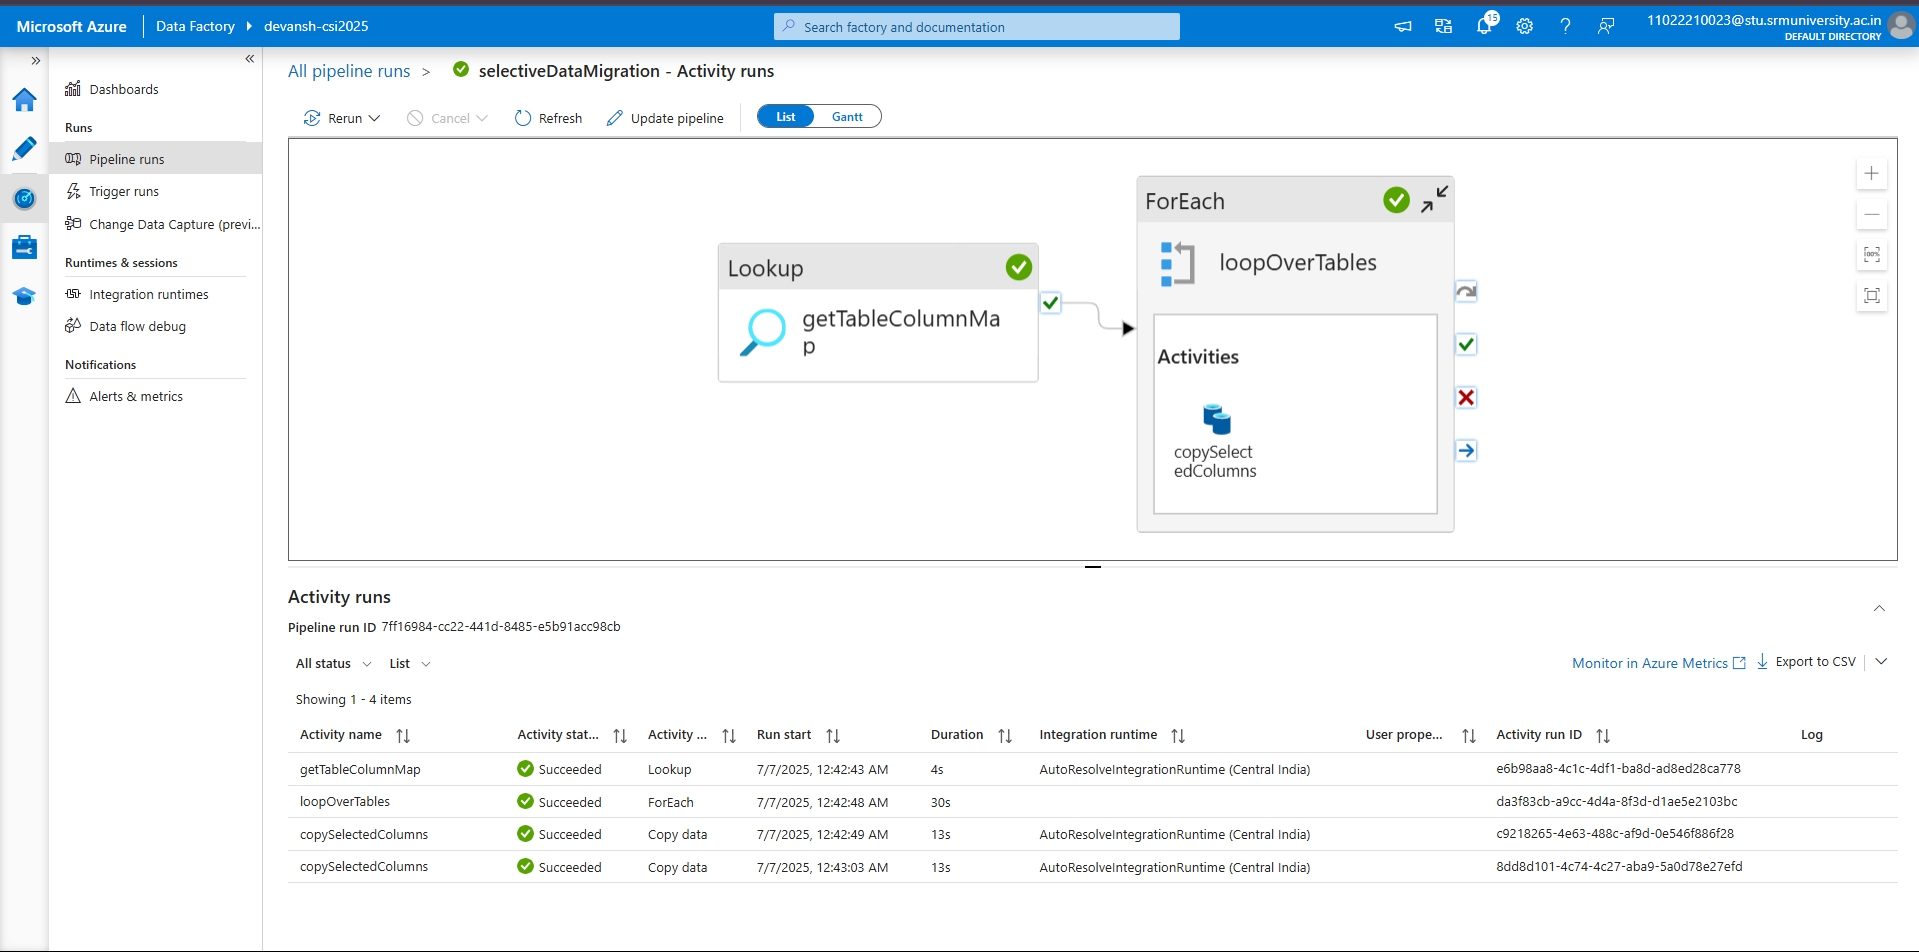 Microsoft Azure Data Factory devansh-csi2025 Search factory and documentation 15 11022210023@stu.srmuniversity.ac.in
DEFAULT DIRECTORY
» «
Dashboards
Runs
Pipeline runs
Trigger runs
Change Data Capture (previ...
Runtimes & sessions
Integration runtimes
Data flow debug
Notifications
Alerts & metrics
All pipeline runs > selectiveDataMigration - Activity runs
Rerun Cancel Refresh Update pipeline List Gantt
Lookup
getTableColumnMa
p
ForEach
loopOverTables
Activities
copySelect
edColumns
100%
Activity runs
Pipeline run ID 7ff16984-cc22-441d-8485-e5b91acc98cb
All status List
Monitor in Azure Metrics Export to CSV
Showing 1 - 4 items
Activity name Activity stat... Activity ... Run start Duration Integration runtime User prope... Activity run ID Log
getTableColumnMap Succeeded Lookup 7/7/2025, 12:42:43 AM 4s AutoResolveIntegrationRuntime (Central India) e6b98aa8-4c1c-4df1-ba8d-ad8ed28ca778
loopOverTables Succeeded ForEach 7/7/2025, 12:42:48 AM 30s da3f83cb-a9cc-4d4a-8f3d-d1ae5e2103bc
copySelectedColumns Succeeded Copy data 7/7/2025, 12:42:49 AM 13s AutoResolveIntegrationRuntime (Central India) c9218265-4e63-488c-af9d-0e546f886f28
copySelectedColumns Succeeded Copy data 7/7/2025, 12:43:03 AM 13s AutoResolveIntegrationRuntime (Central India) 8dd8d101-4c74-4c27-aba9-5a0d78e27efd